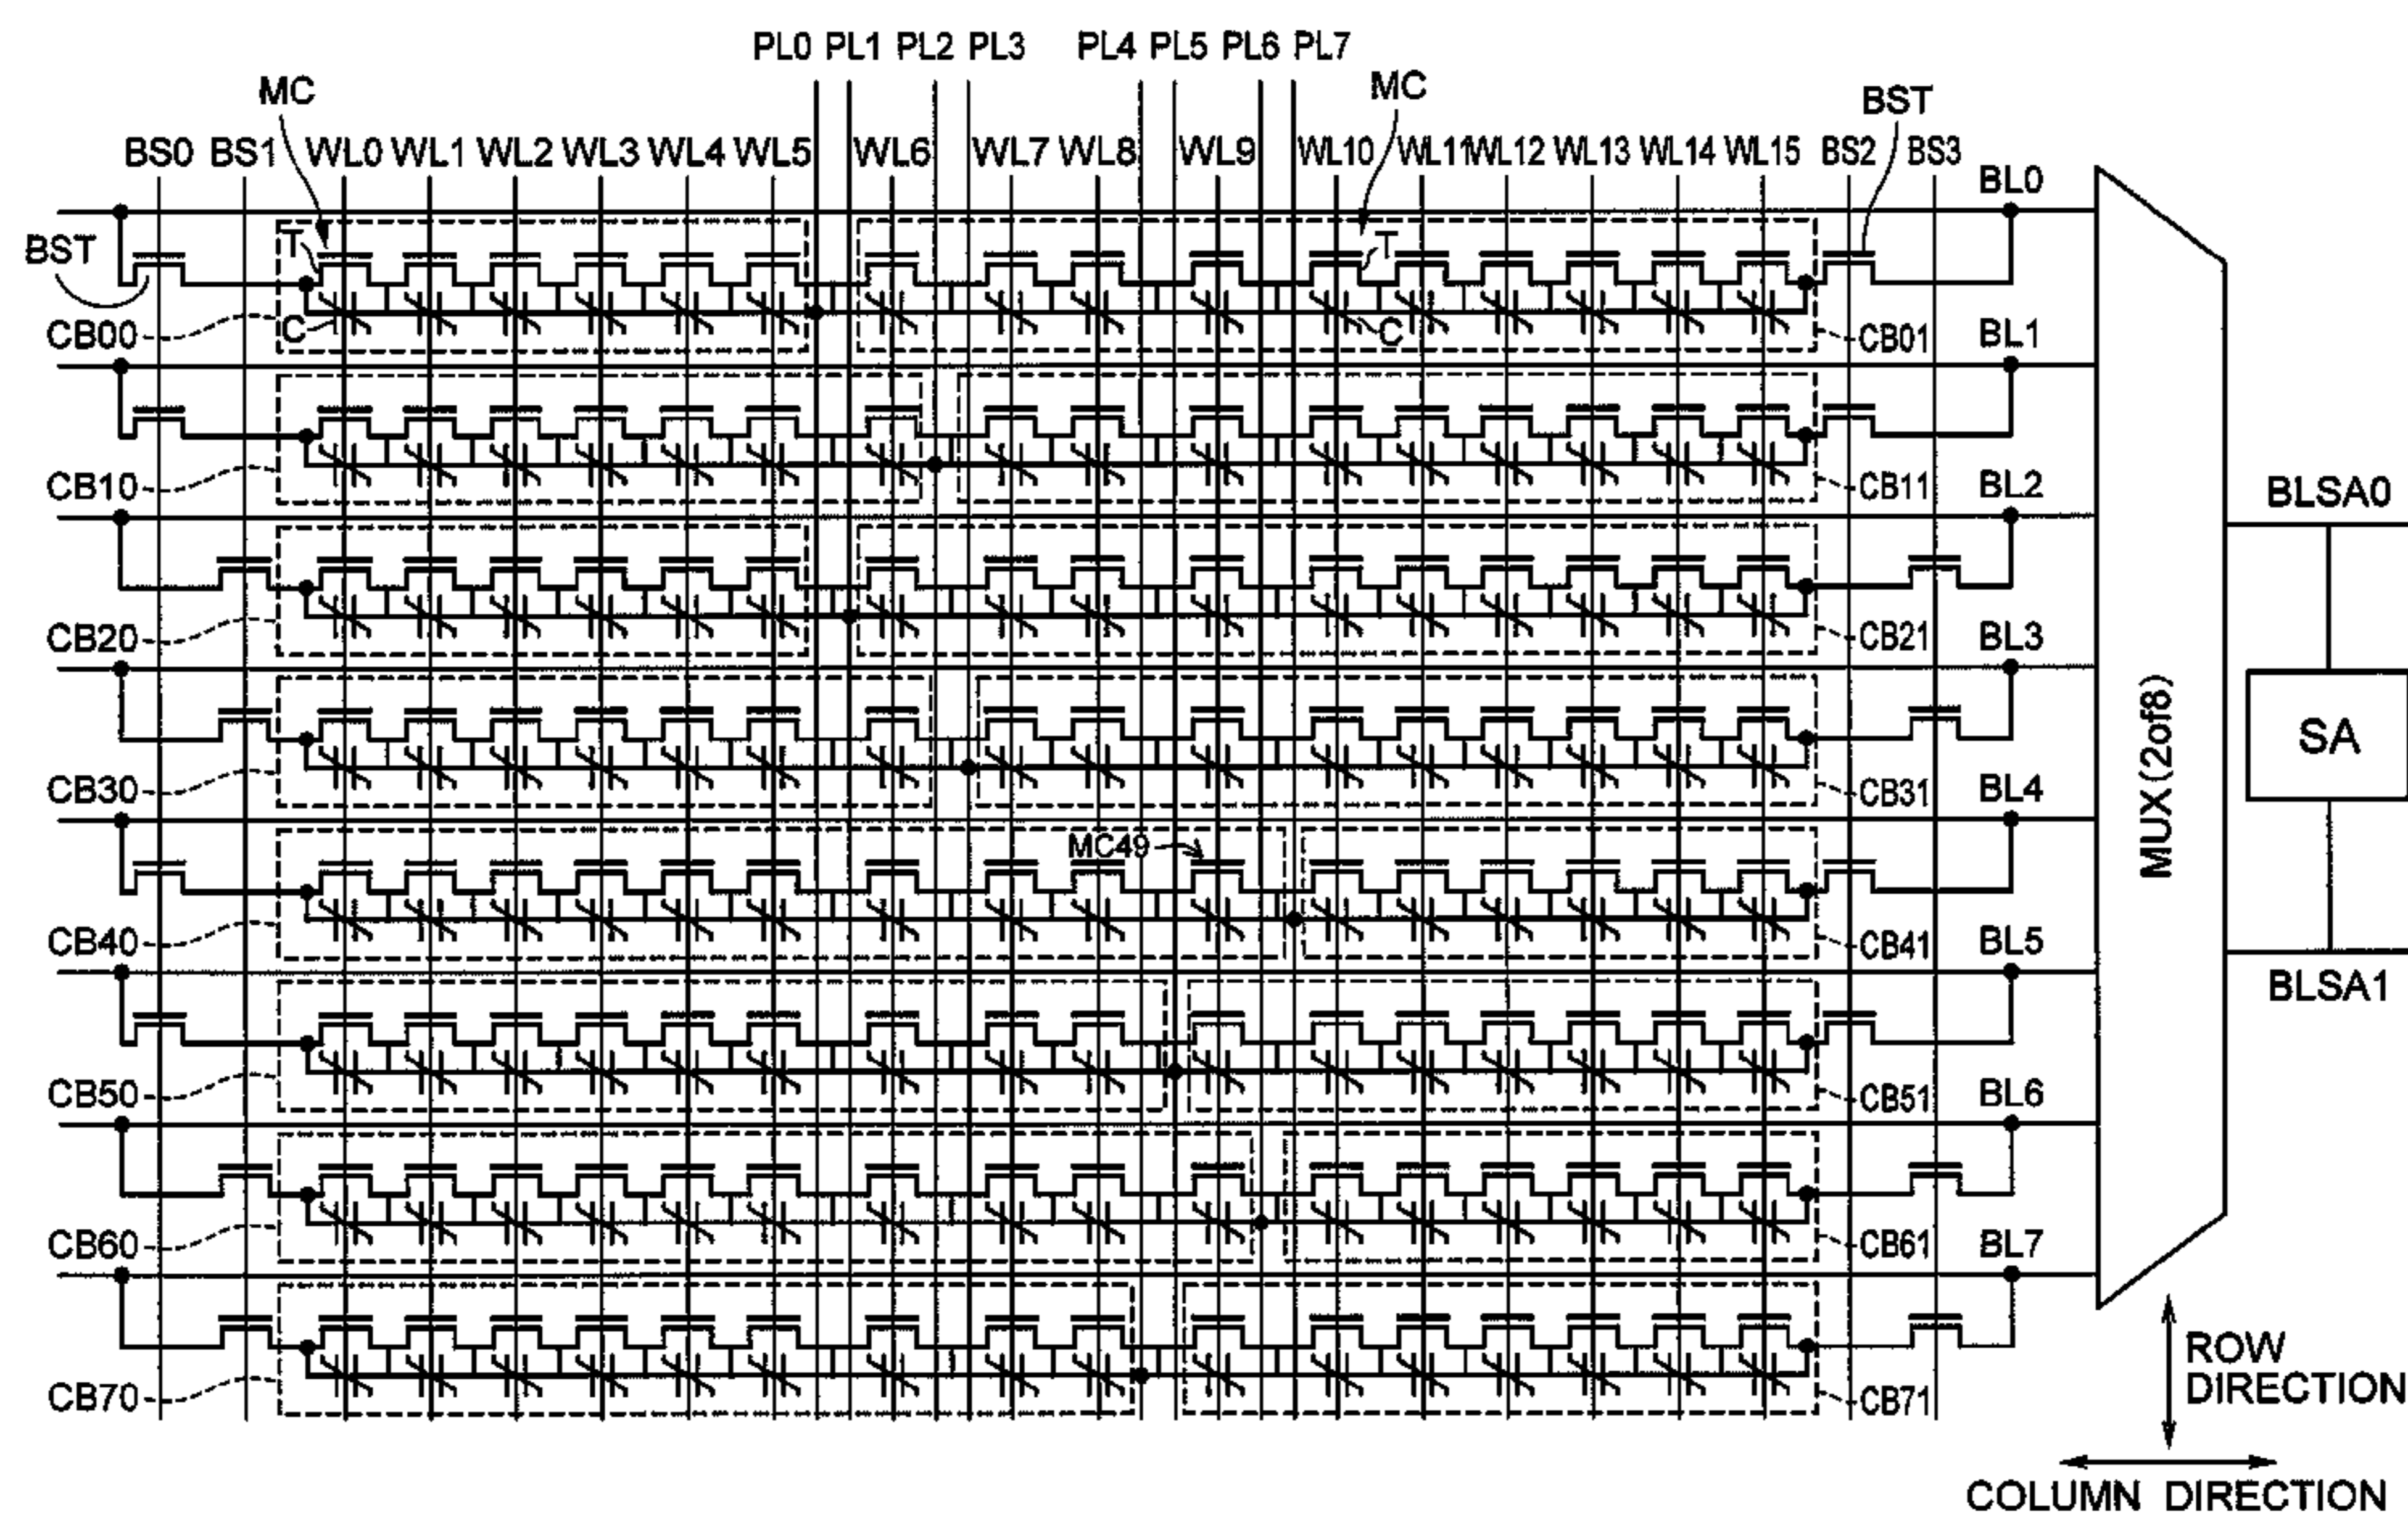 PL0 PL1 PL2 PL3 PL4 PL5 PL6 PL7
MC MC BST
BS0 BS1 WL0 WL1 WL2 WL3 WL4 WL5 WL6 WL7 WL8 WL9 WL10 WL11 WL12 WL13 WL14 WL15 BS2 BS3
BL0
BST T T
CB00 C C CB01
BL1
CB10 CB11
BL2
BLSA0
CB20 CB21
BL3
MUX(2of8)
SA
CB30 CB31
BL4
MC49
CB40 CB41
BL5
BLSA1
CB50 CB51
BL6
CB60 CB61
BL7
CB70 CB71
ROW
DIRECTION
COLUMN DIRECTION